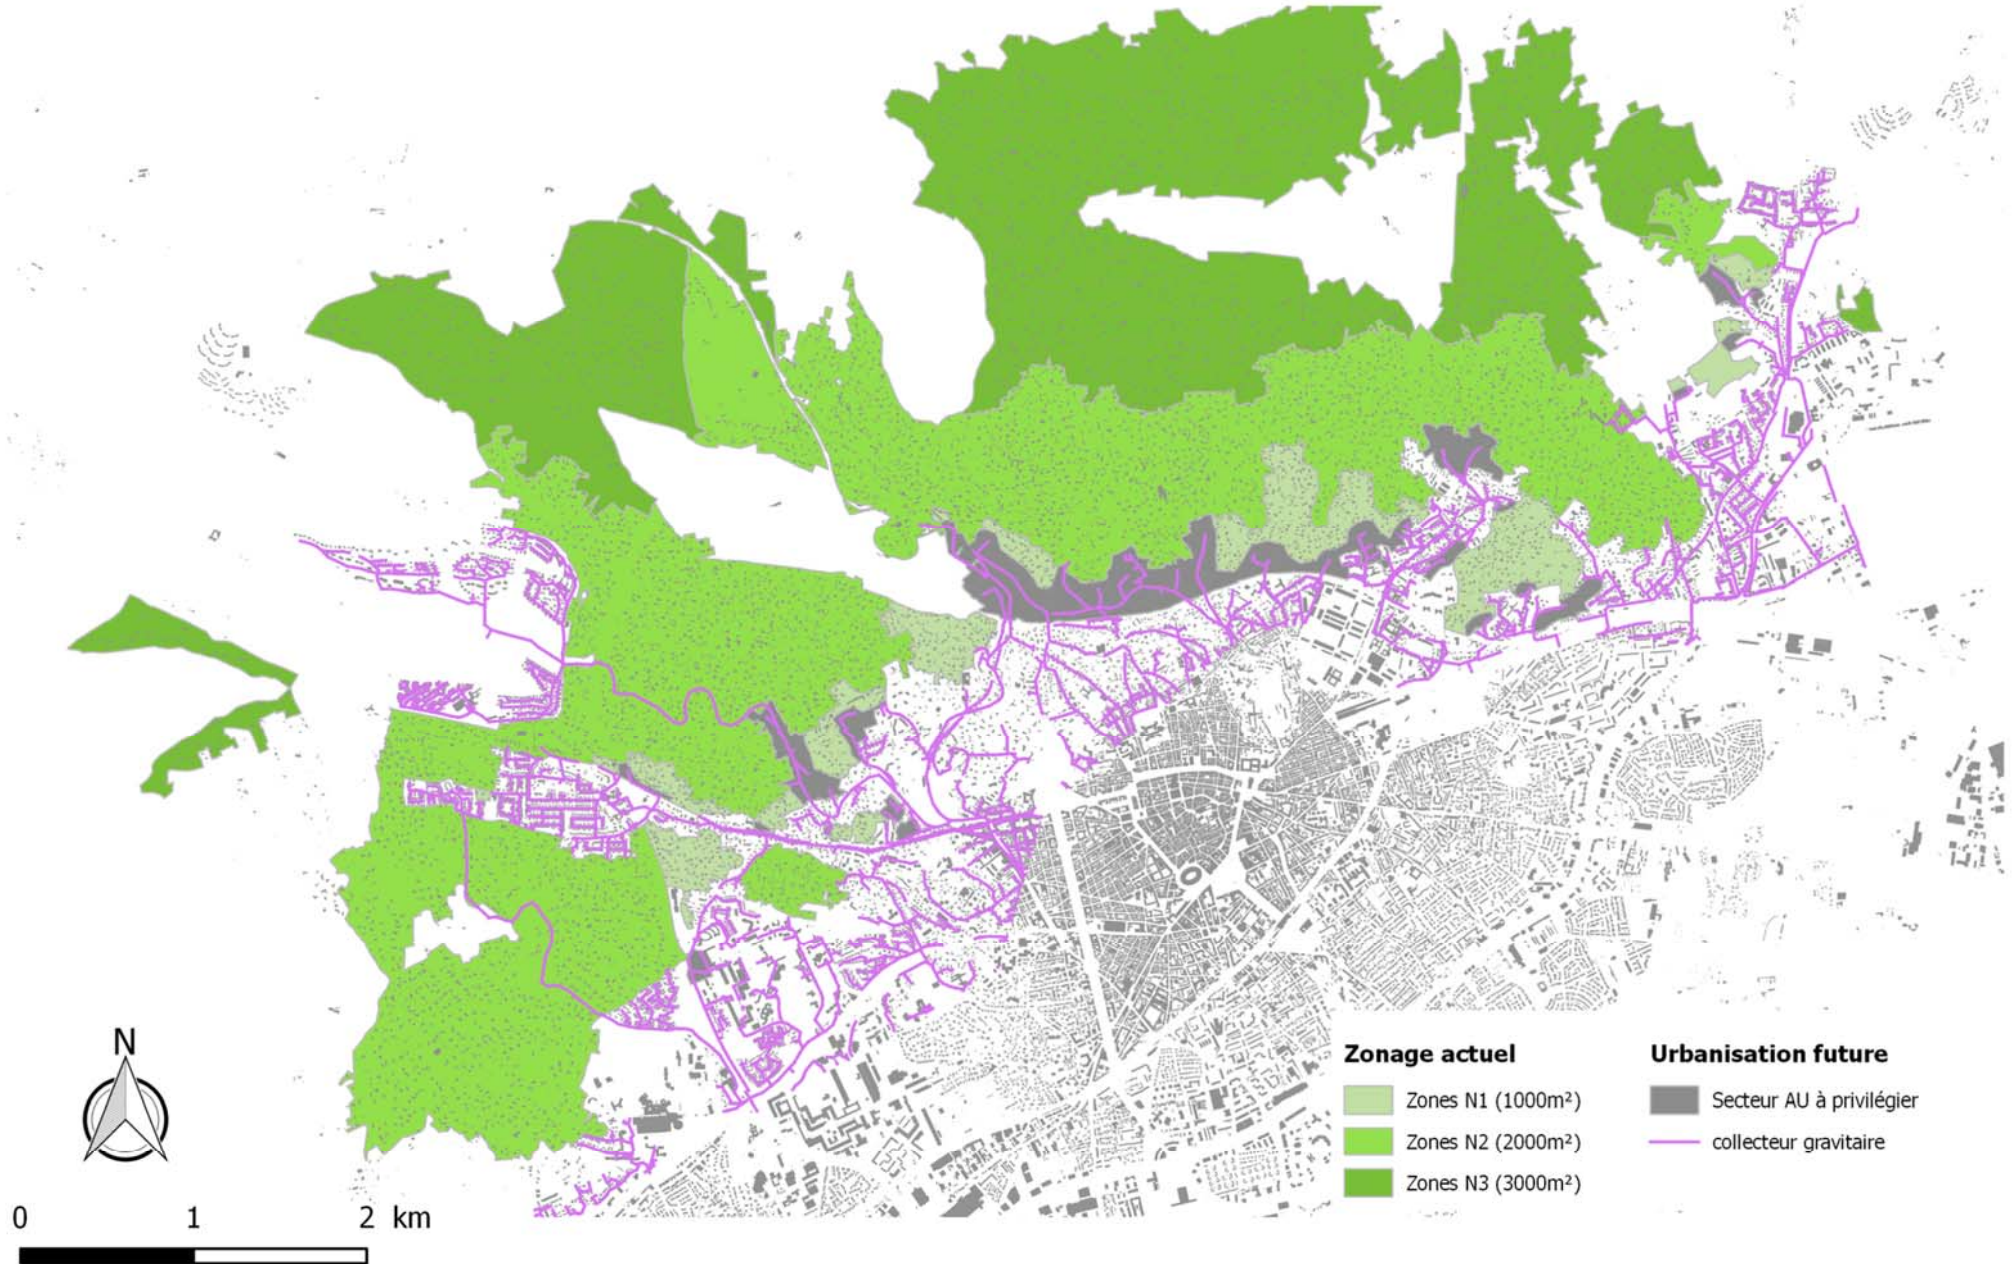 N
0 1 2 km
Zonage actuel
Zones N1 (1000m²)
Zones N2 (2000m²)
Zones N3 (3000m²)
Urbanisation future
Secteur AU à privilégier
collecteur gravitaire